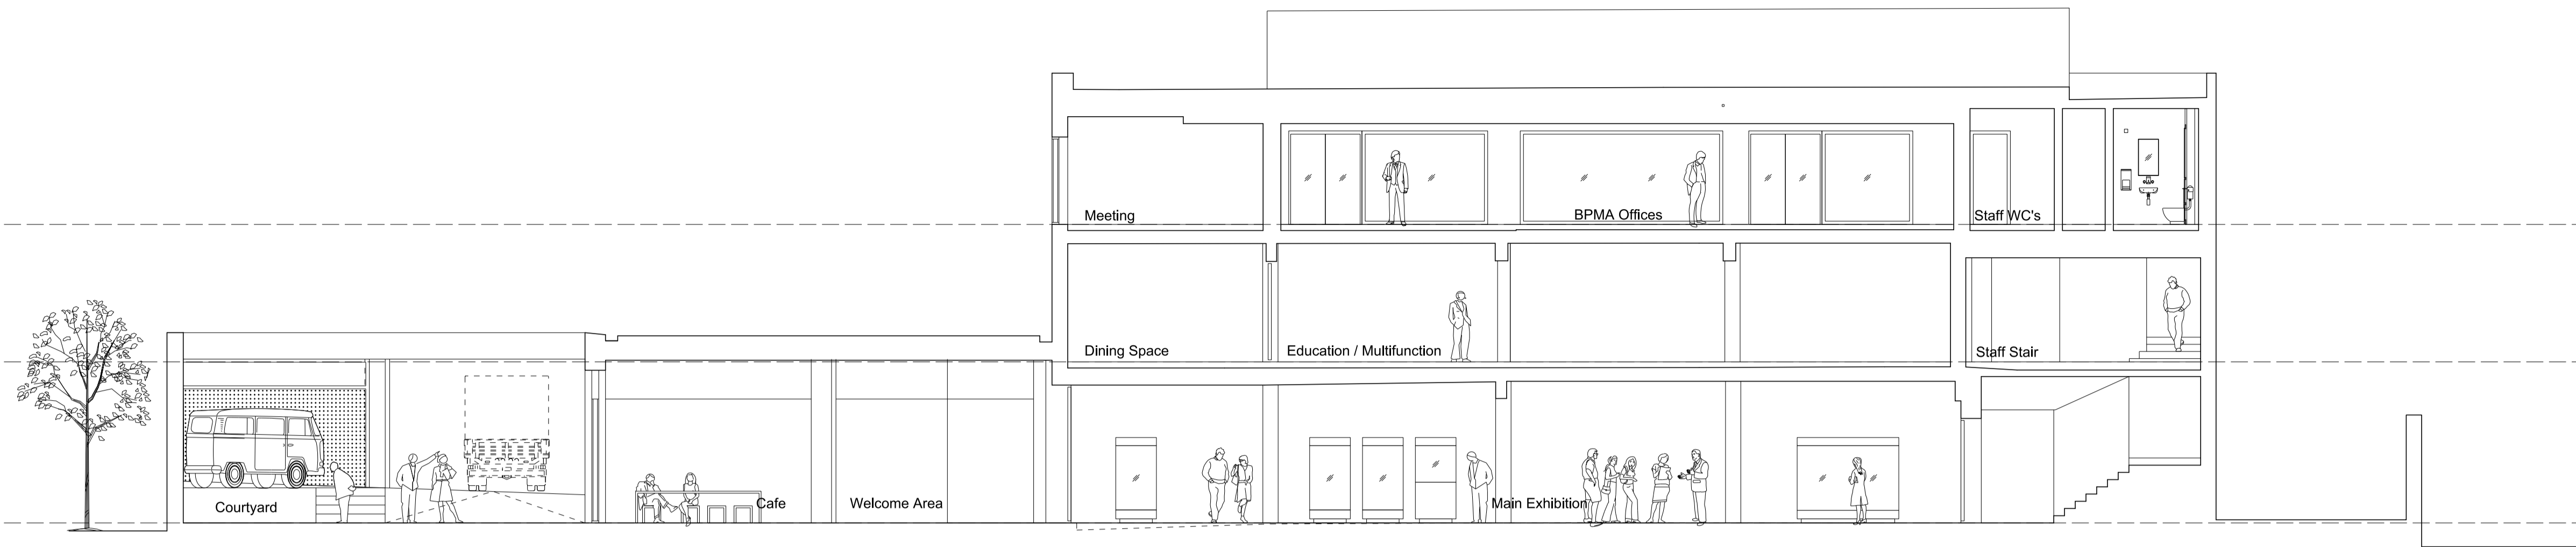 Meeting
BPMA Offices
Staff WC's
Dining Space
Education / Multifunction
Staff Stair
Courtyard
Cafe
Welcome Area
Main Exhibition